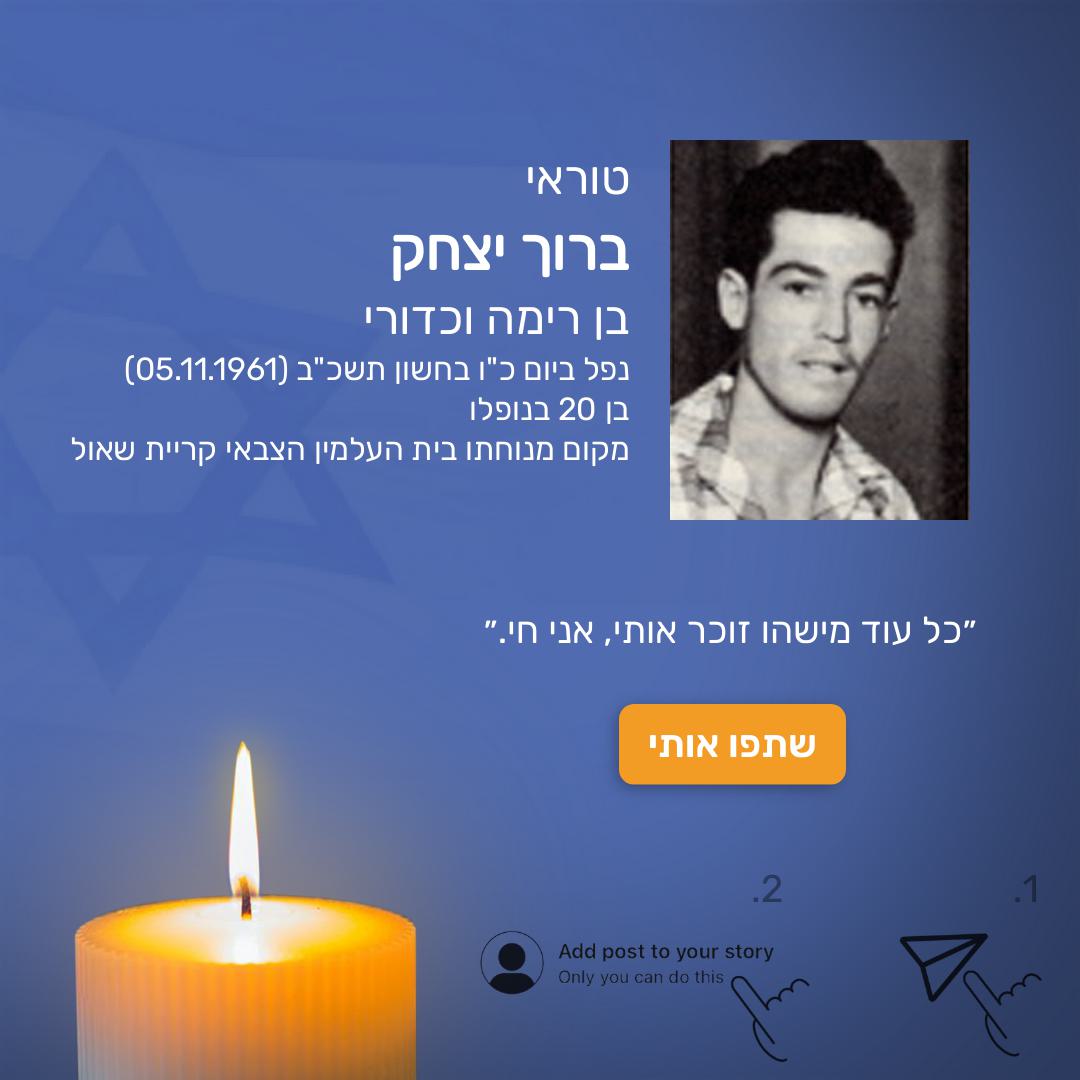 טוראי
ברוך יצחק
בן רימה וכדורי
נפל ביום כ"ו בחשון תשכ"ב (05.11.1961)
בן 20 בנופלו
מקום מנוחתו בית העלמין הצבאי קריית שאול
״כל עוד מישהו זוכר אותי, אני חי.״
שתפו אותי
1.
2.
Add post to your story
Only you can do this